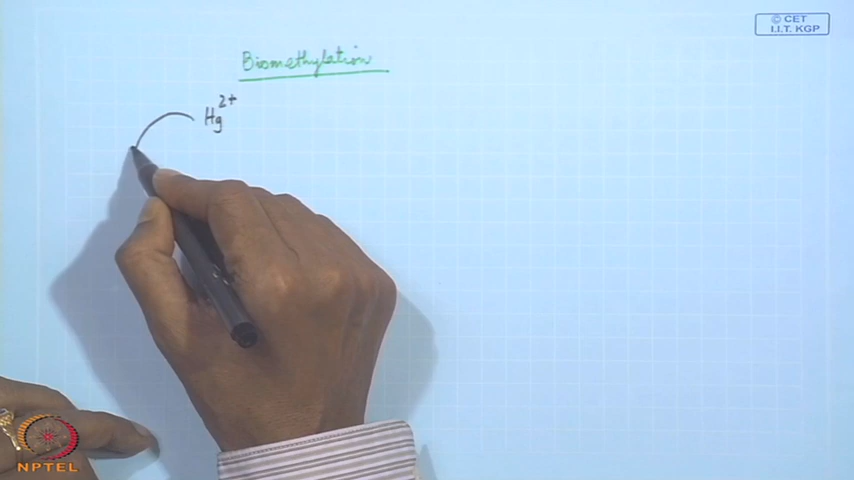 © CET
I.I.T. KGP
Biomethylation
Hg2+
NPTEL